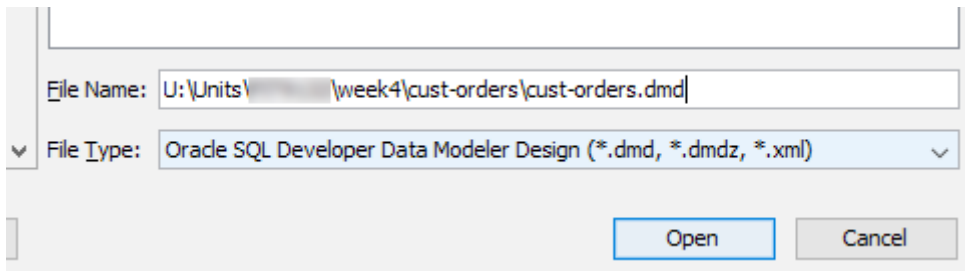 File Name: U:\Units\ \week4\cust-orders\cust-orders.dmd
File Type: Oracle SQL Developer Data Modeler Design (*.dmd, *.dmdz, *.xml)
Open Cancel